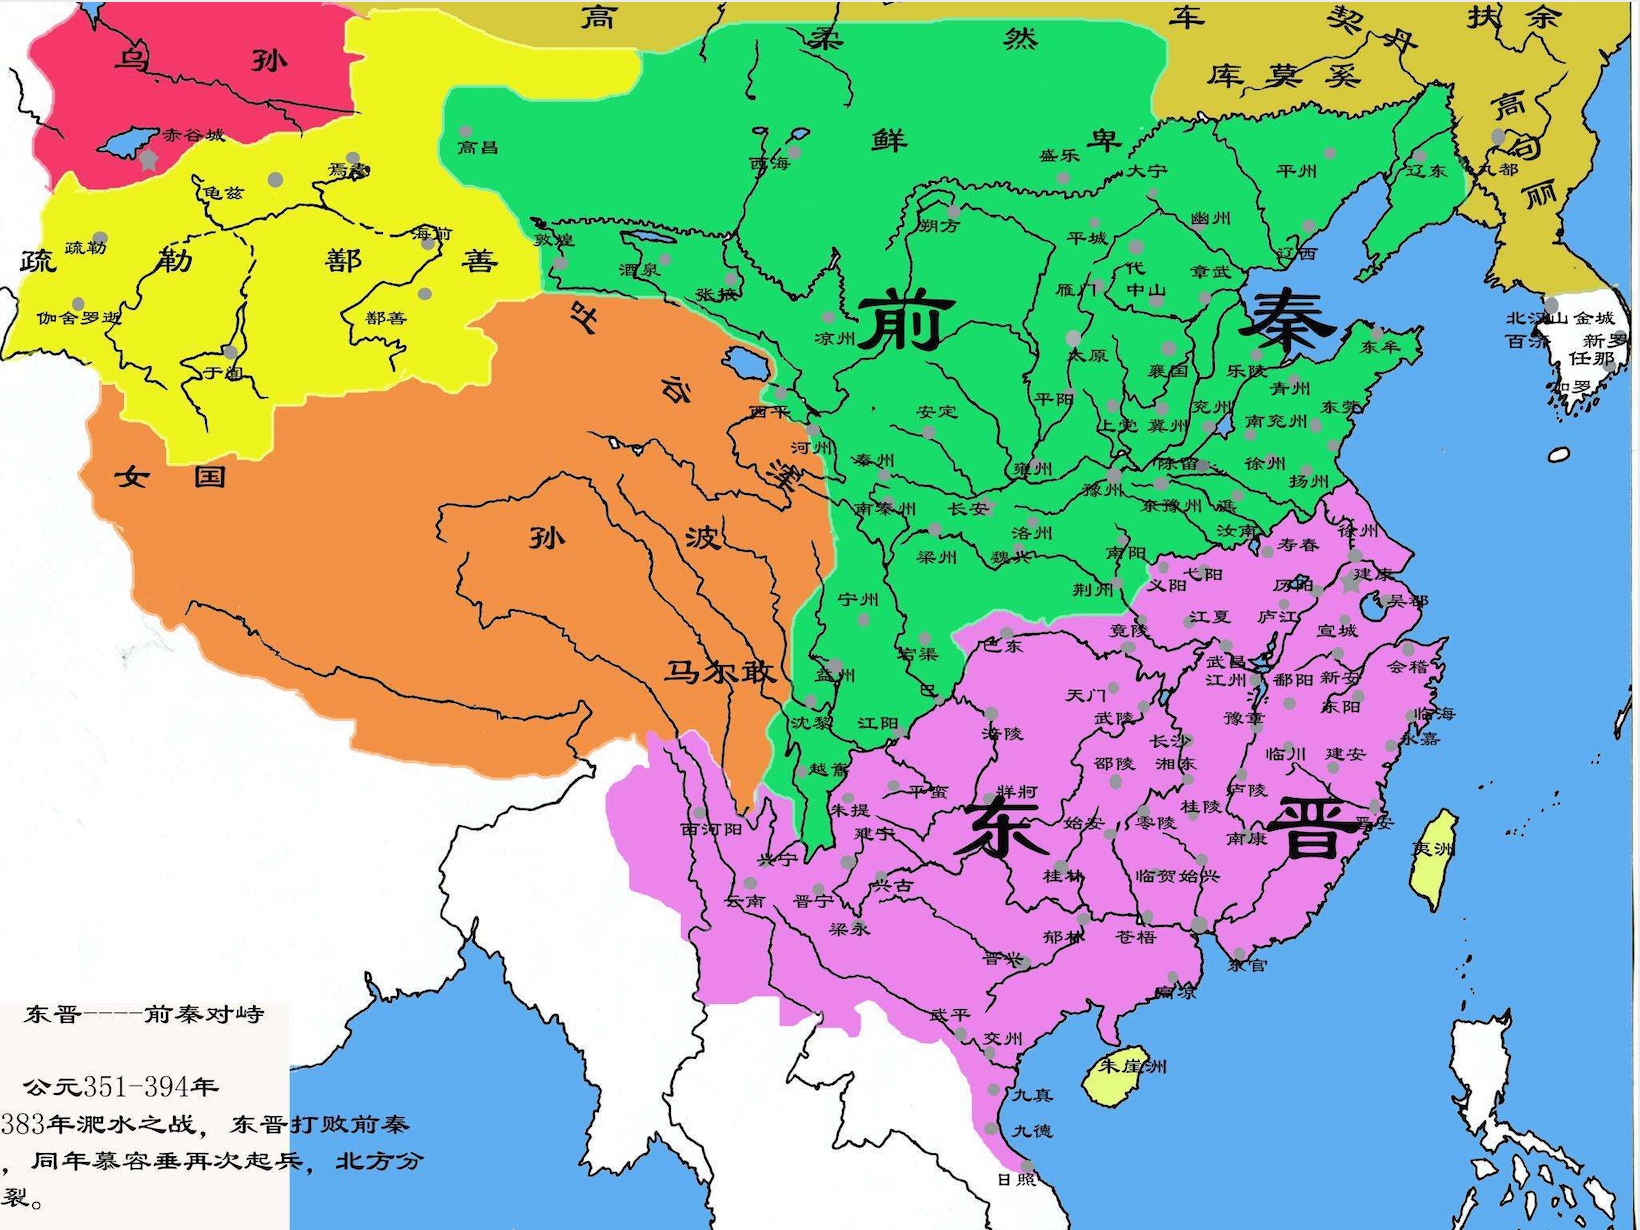 高
车
契
丹
扶 余
乌 孙
柔 然
库 莫 奚
高
句
丽
赤谷城
高昌
西海
鲜 卑
盛乐
大宁
平州
辽东
丸都
焉耆
龟兹
海前
疏勒
疏 勒 鄯 善
敦煌
酒泉
张掖
朔方
平城
幽州
辽西
代
章武
雁门
中山
伽舍罗逝
鄯善
于阗
吐
谷
浑
凉州
前 秦
太原
襄国
乐陵
东牟
北汉山
金城
百济
新罗
任那
加罗
西平
安定
平阳
青州
上党
冀州
兖州
南兖州
东莞
河州
秦州
雍州
陈留
徐州
扬州
女 国
南秦州
长安
豫州
东豫州
洛州
汝南
孙 波
梁州
魏兴
南阳
寿春
徐州
荆州
义阳
弋阳
历阳
建康
吴郡
宁州
江夏
庐江
宣城
竟陵
宕渠
巴东
武昌
会稽
马尔敢
益州
巴
天门
江州
鄱阳
新安
东阳
沈黎
江阳
涪陵
武陵
豫章
临海
永嘉
长沙
越巂
邵陵
湘东
临川
建安
平蛮
牂牁
庐陵
朱提
桂陵
东 晋
西河阳
建宁
始安
零陵
南康
晋安
夷洲
兴宁
兴古
桂林
临贺
始兴
云南
晋宁
梁永
郁林
苍梧
晋兴
东官
高凉
武平
交州
朱崖洲
九真
九德
日照
东晋----前秦对峙
公元351-394年
383年淝水之战，东晋打败前秦
，同年慕容垂再次起兵，北方分
裂。